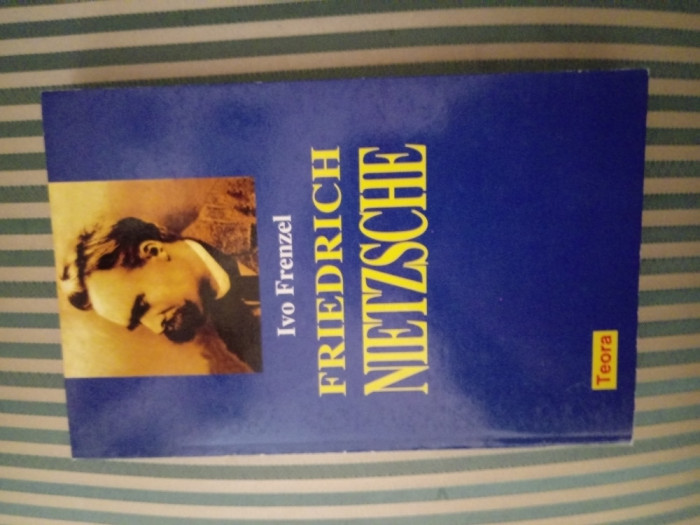 Ivo Frenzel
FRIEDRICH
NIETZSCHE
Teora